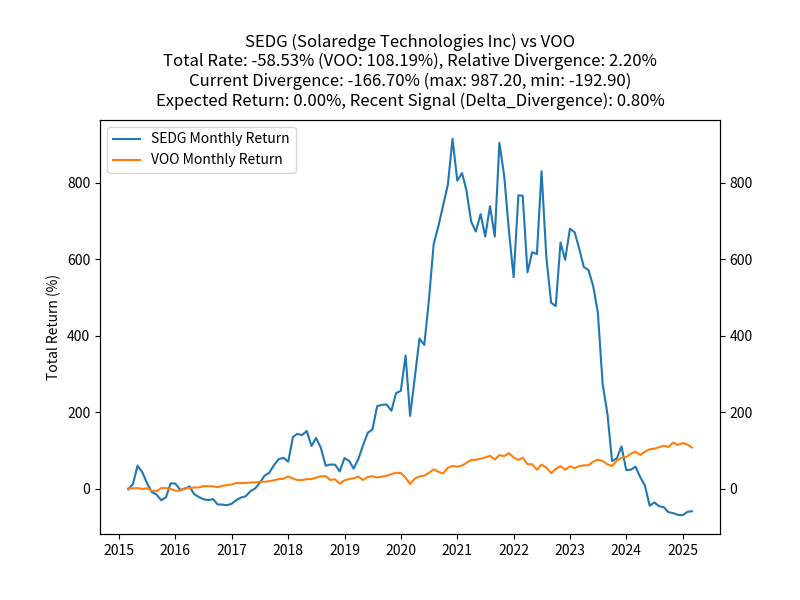 SEDG (Solaredge Technologies Inc) vs VOO
Total Rate: -58.53% (VOO: 108.19%), Relative Divergence: 2.20%
Current Divergence: -166.70% (max: 987.20, min: -192.90)
Expected Return: 0.00%, Recent Signal (Delta_Divergence): 0.80%
SEDG Monthly Return
VOO Monthly Return
Total Return (%)
800
600
400
200
0
800
600
400
200
0
2015 2016 2017 2018 2019 2020 2021 2022 2023 2024 2025